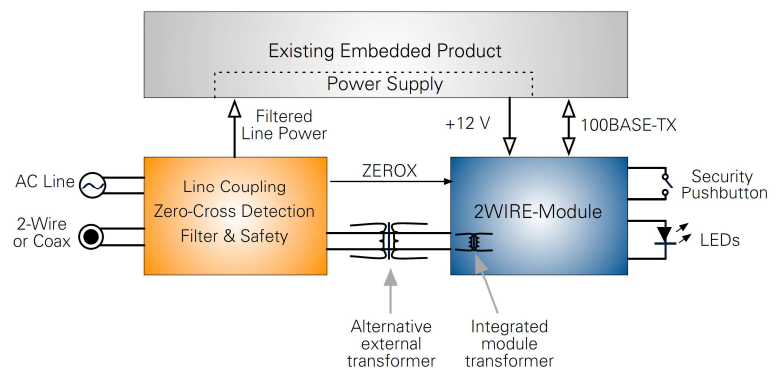 Existing Embedded Product
Power Supply
Filtered
Line Power
+12 V
100BASE-TX
AC Line
2-Wire
or Coax
Lino Coupling
Zero-Cross Detection
Filter & Safety
ZEROX
2WIRE-Module
Security
Pushbutton
LEDs
Alternative
external
transformer
Integrated
module
transformer